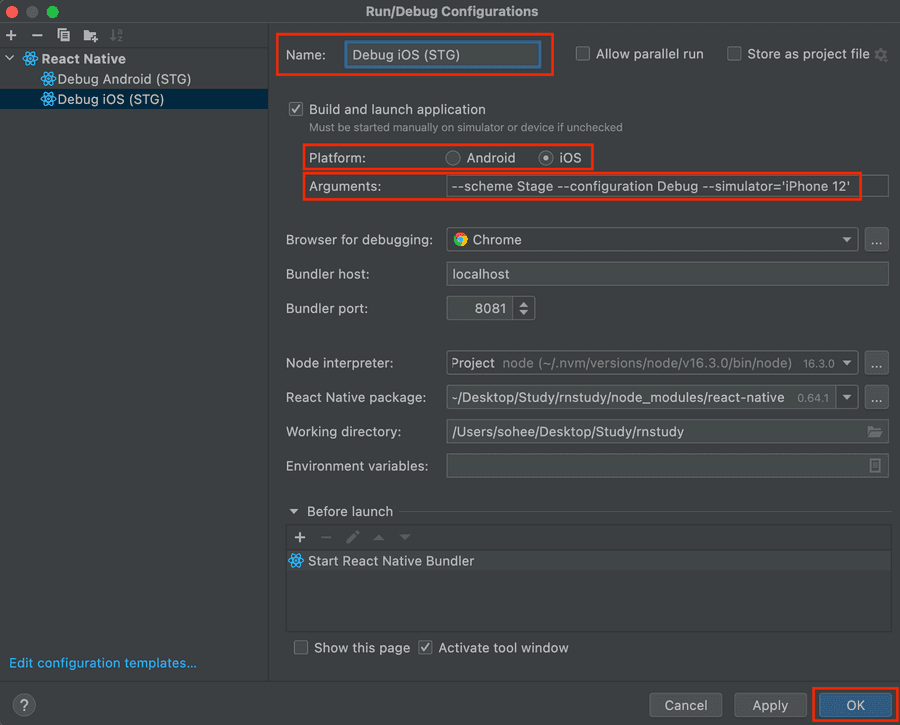 Run/Debug Configurations
React Native
Debug Android (STG)
Debug iOS (STG)
Name: Debug iOS (STG) Allow parallel run Store as project file
Build and launch application
Must be started manually on simulator or device if unchecked
Platform: Android iOS
Arguments: --scheme Stage --configuration Debug --simulator='iPhone 12'
Browser for debugging: Chrome ...
Bundler host: localhost
Bundler port: 8081
Node interpreter: Project node (~/.nvm/versions/node/v16.3.0/bin/node) 16.3.0 ...
React Native package: ~/Desktop/Study/rnstudy/node_modules/react-native 0.64.1 ...
Working directory: /Users/sohee/Desktop/Study/rnstudy
Environment variables:
Before launch
Start React Native Bundler
Show this page Activate tool window
Edit configuration templates...
? Cancel Apply OK